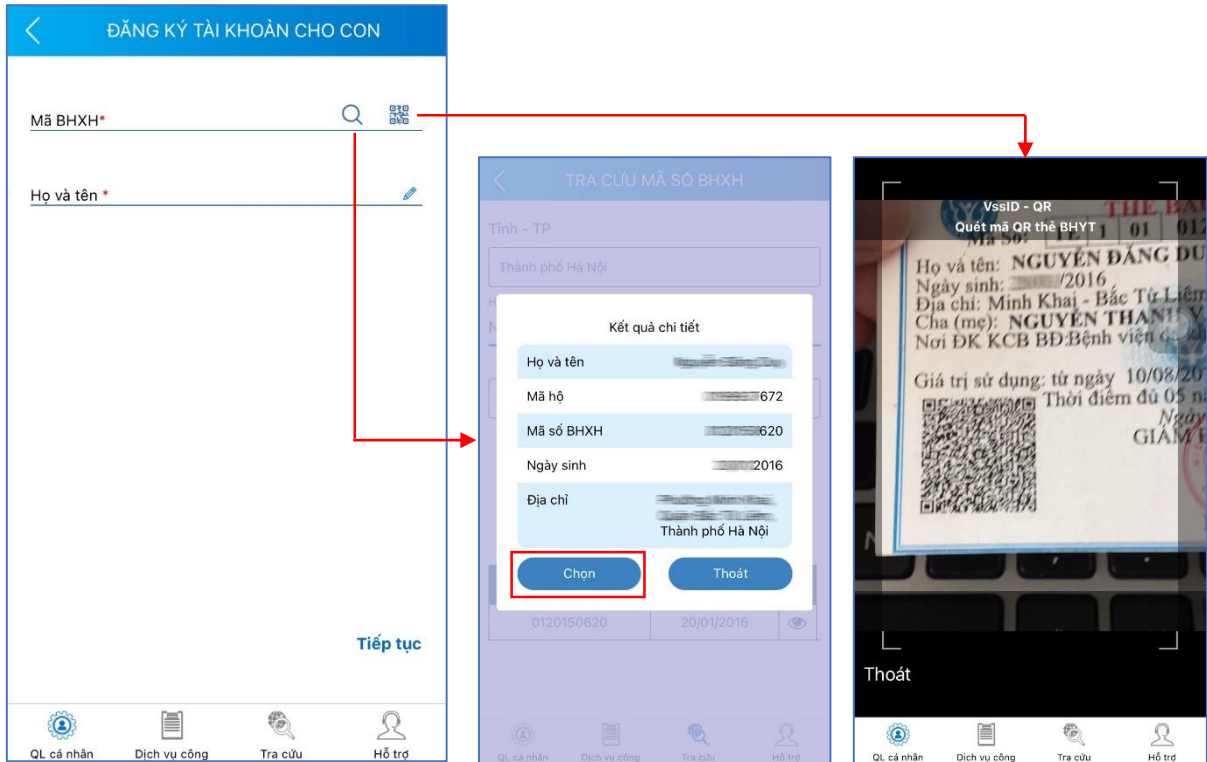 ĐĂNG KÝ TÀI KHOẢN CHO CON
Mã BHXH*
Họ và tên *
Tiếp tục
QL cá nhân Dịch vụ công Tra cứu Hỗ trợ
TRA CỨU MÃ SỐ BHXH
Tỉnh – TP
Thành phố Hà Nội
Kết quả chi tiết
Họ và tên
Mã hộ 672
Mã số BHXH 620
Ngày sinh 2016
Địa chỉ
Thành phố Hà Nội
Chọn Thoát
0120150620 20/01/2016
QL cá nhân Dịch vụ công Tra cứu Hỗ trợ
VssID - QR
Quét mã QR thẻ BHYT
THẺ
Mã Số: 1 01
Họ và tên: NGUYỄN ĐĂNG
Ngày sinh: /2016
Địa chỉ: Minh Khai - Bắc Từ Liêm
Cha (mẹ): NGUYỄN THANH
Nơi ĐK KCB BĐ:Bệnh viện
Giá trị sử dụng: từ ngày 10/08/20
Thời điểm đủ 05
Thoát
QL cá nhân Dịch vụ công Tra cứu Hỗ trợ